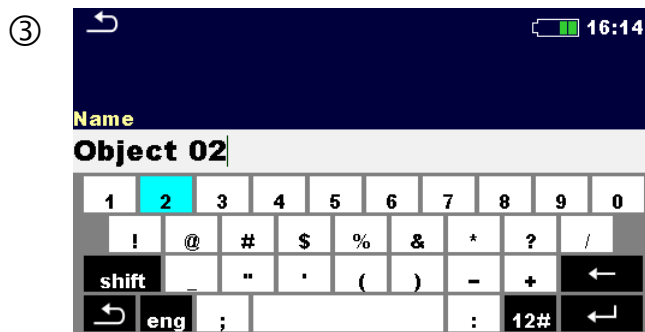 ③
16:14
Name
Object 02
1 2 3 4 5 6 7 8 9 0
! @ # $ % & * ? /
shift _ " ' ( ) - + ←
eng ; : 12#